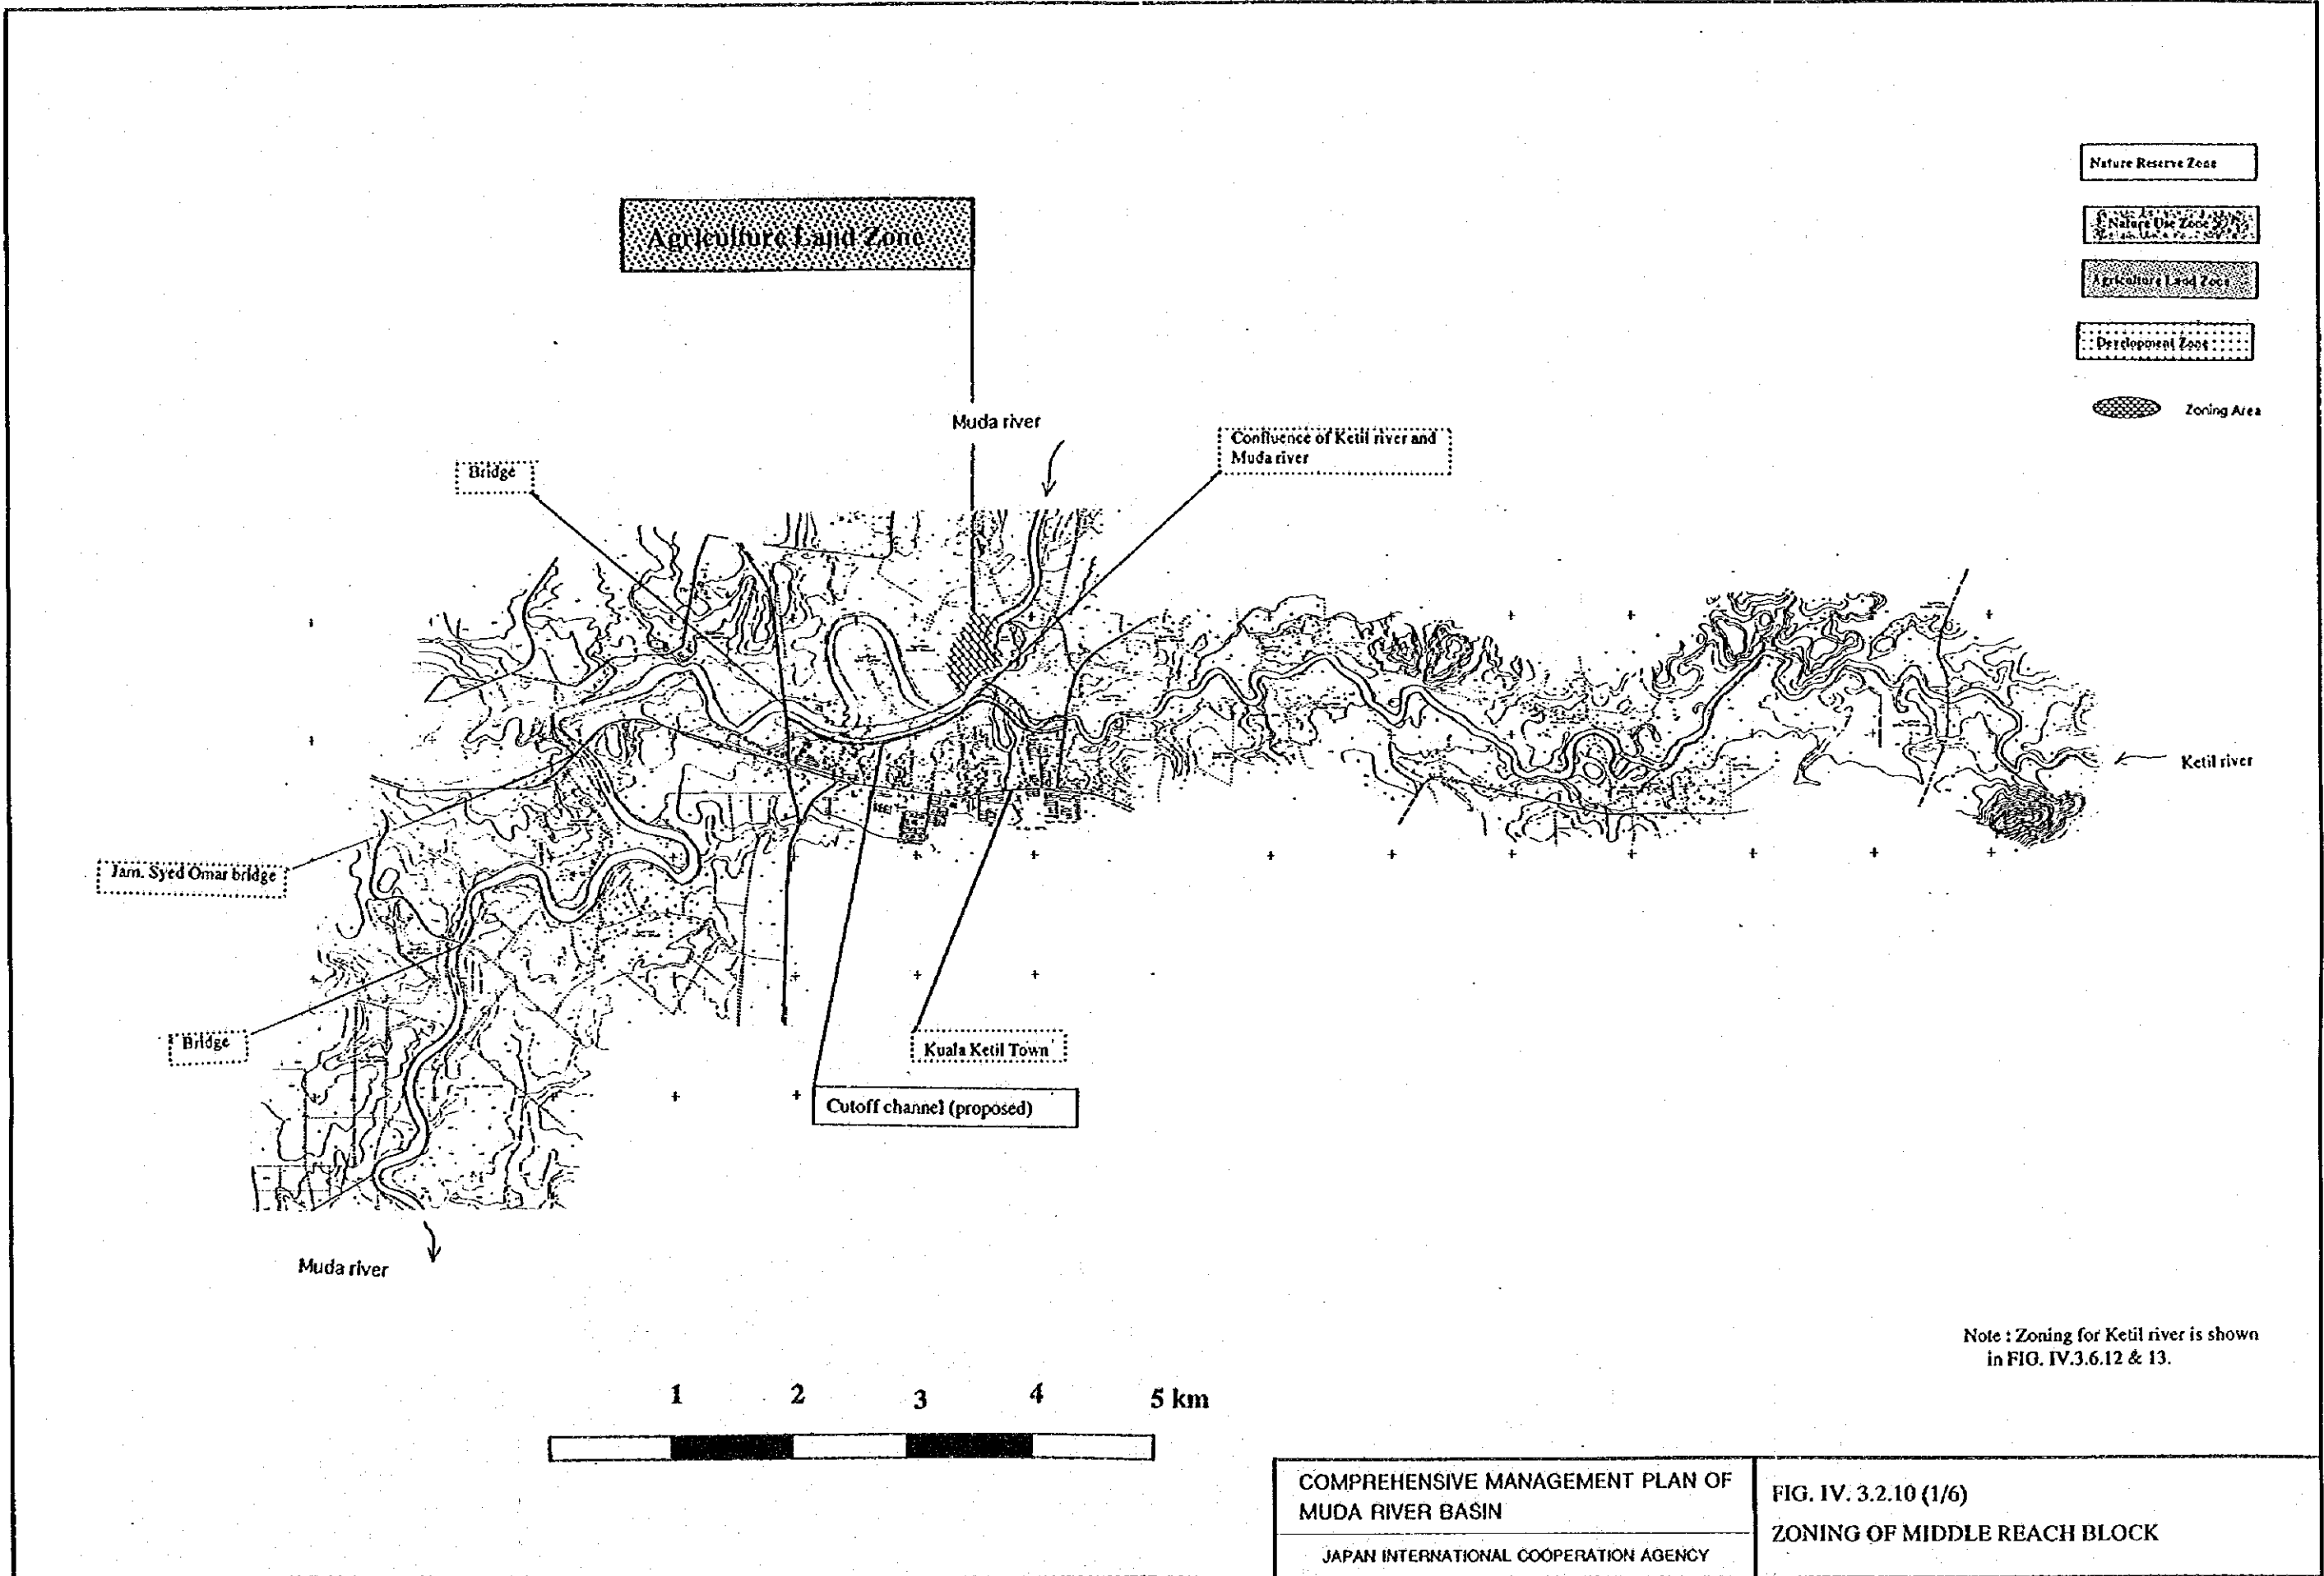 Nature Reserve Zone
Nature Use Zone
Agriculture Land Zone
Agriculture Land Zone
Development Zone
Zoning Area
Muda river
Confluence of Ketil river and
Muda river
Bridge
Ketil river
Jam. Syed Omar bridge
Bridge
Kuala Ketil Town
Cutoff channel (proposed)
Muda river
Note : Zoning for Ketil river is shown
in FIG. IV.3.6.12 & 13.
1 2 3 4 5 km
COMPREHENSIVE MANAGEMENT PLAN OF
MUDA RIVER BASIN
JAPAN INTERNATIONAL COOPERATION AGENCY
FIG. IV. 3.2.10 (1/6)
ZONING OF MIDDLE REACH BLOCK